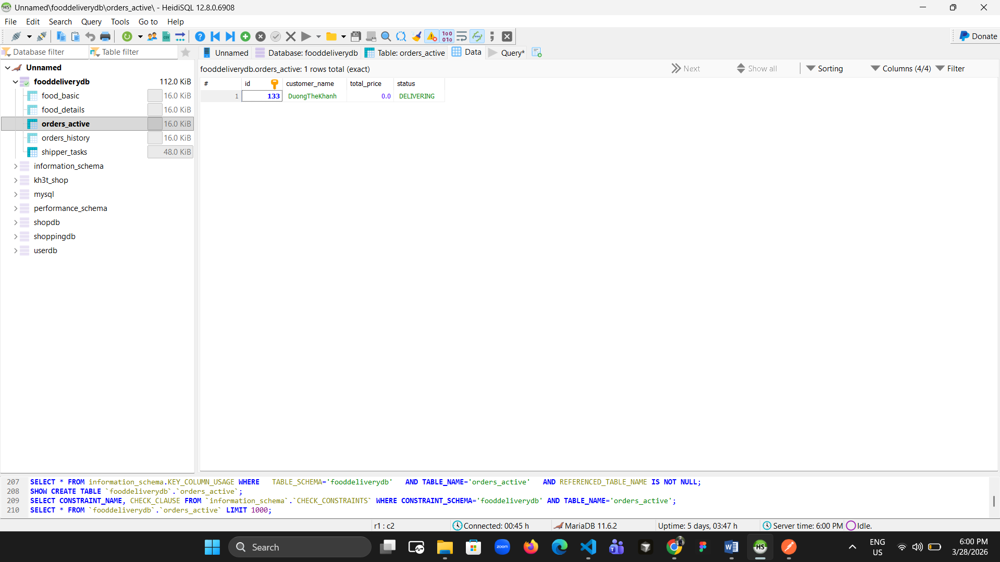 Unnamed\fooddeliverydb\orders_active\ - HeidiSQL 12.8.0.6908
File Edit Search Query Tools Go to Help
Donate
Database filter Table filter
Unnamed Database: fooddeliverydb Table: orders_active Data Query*
Unnamed
fooddeliverydb 112.0 KiB
food_basic 16.0 KiB
food_details 16.0 KiB
orders_active 16.0 KiB
orders_history 16.0 KiB
shipper_tasks 48.0 KiB
information_schema
kh3t_shop
mysql
performance_schema
shopdb
shoppingdb
userdb
fooddeliverydb.orders_active: 1 rows total (exact) Next Show all Sorting Columns (4/4) Filter
# id customer_name total_price status
1 133 DuongTheKhanh 0.0 DELIVERING
207 SELECT * FROM information_schema.KEY_COLUMN_USAGE WHERE TABLE_SCHEMA='fooddeliverydb' AND TABLE_NAME='orders_active' AND REFERENCED_TABLE_NAME IS NOT NULL;
208 SHOW CREATE TABLE `fooddeliverydb`.`orders_active`;
209 SELECT CONSTRAINT_NAME, CHECK_CLAUSE FROM `information_schema`.`CHECK_CONSTRAINTS` WHERE CONSTRAINT_SCHEMA='fooddeliverydb' AND TABLE_NAME='orders_active';
210 SELECT * FROM `fooddeliverydb`.`orders_active` LIMIT 1000;
r1 : c2 Connected: 00:45 h MariaDB 11.6.2 Uptime: 5 days, 03:47 h Server time: 6:00 PM Idle.
Search
zoom
HS
ENG
US
6:00 PM
3/28/2026